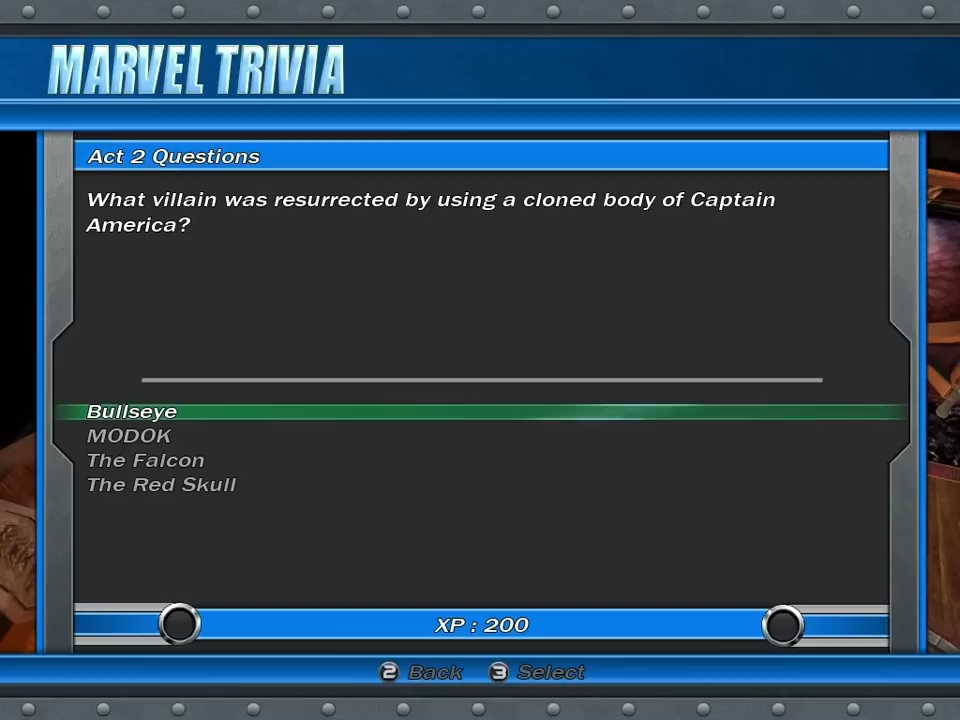 MARVEL TRIVIA
Act 2 Questions
What villain was resurrected by using a cloned body of Captain
America?
Bullseye
MODOK
The Falcon
The Red Skull
XP : 200
2 Back 3 Select